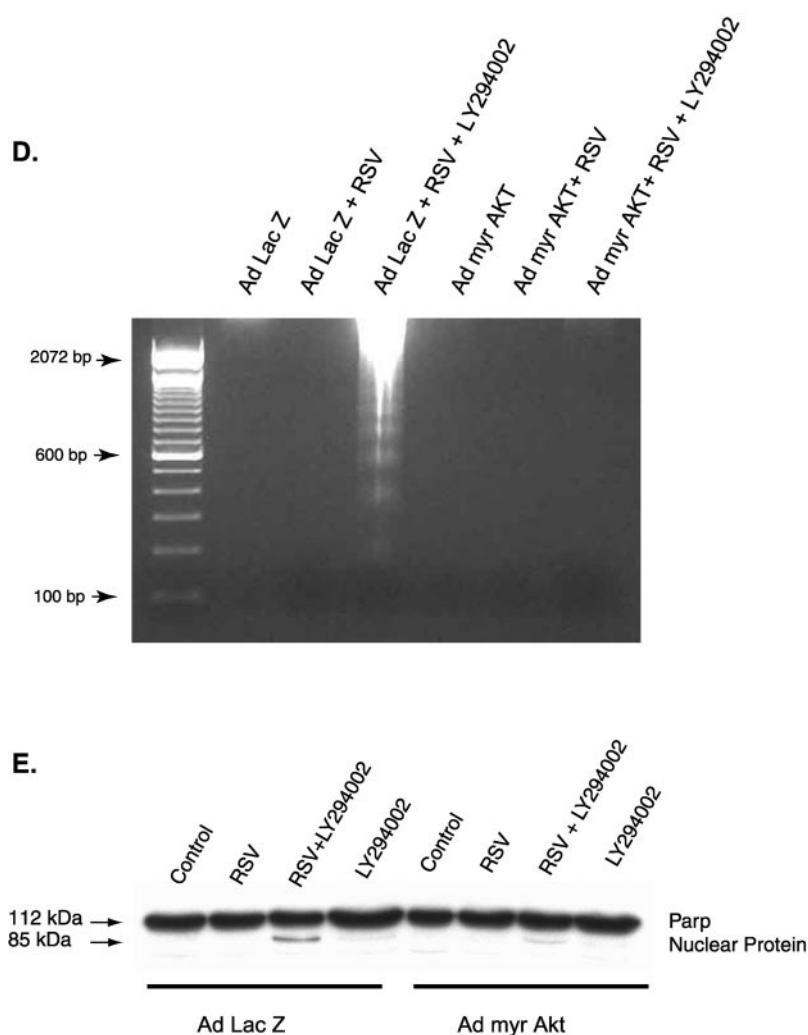 D.
Ad Lac Z
Ad Lac Z + RSV
Ad Lac Z + RSV + LY294002
Ad myr AKT
Ad myr AKT+ RSV
Ad myr AKT+ RSV + LY294002
2072 bp
600 bp
100 bp
E.
Control
RSV
RSV+LY294002
LY294002
Control
RSV
RSV + LY294002
LY294002
112 kDa
Parp
85 kDa
Nuclear Protein
Ad Lac Z
Ad myr Akt